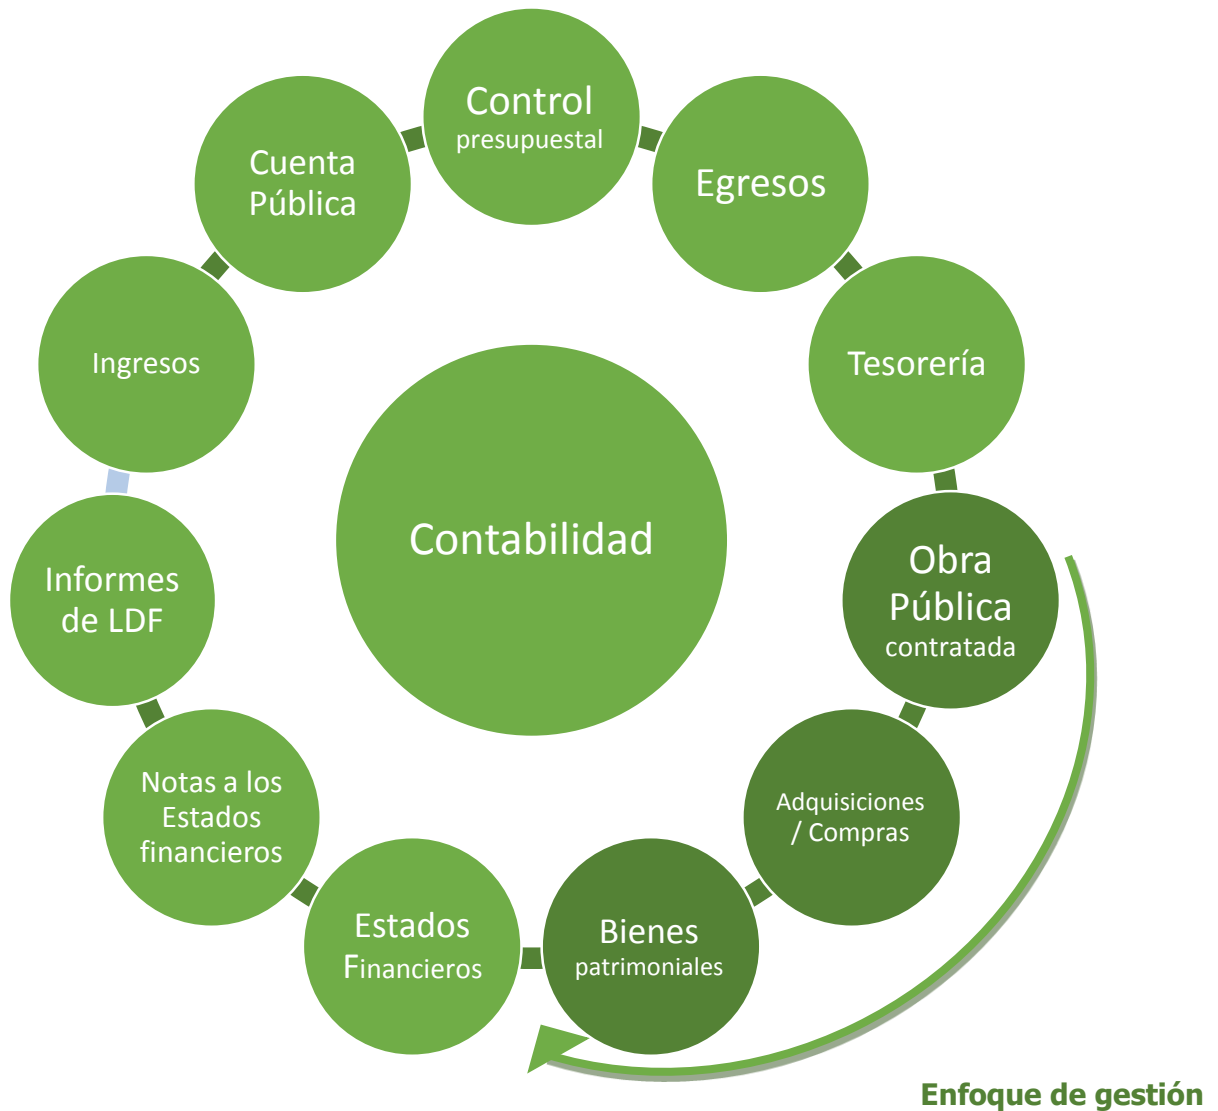 Control
presupuestal
Egresos
Tesorería
Obra
Pública
contratada
Adquisiciones
/ Compras
Bienes
patrimoniales
Estados
Financieros
Notas a los
Estados
financieros
Informes
de LDF
Ingresos
Cuenta
Pública
Contabilidad
Enfoque de gestión